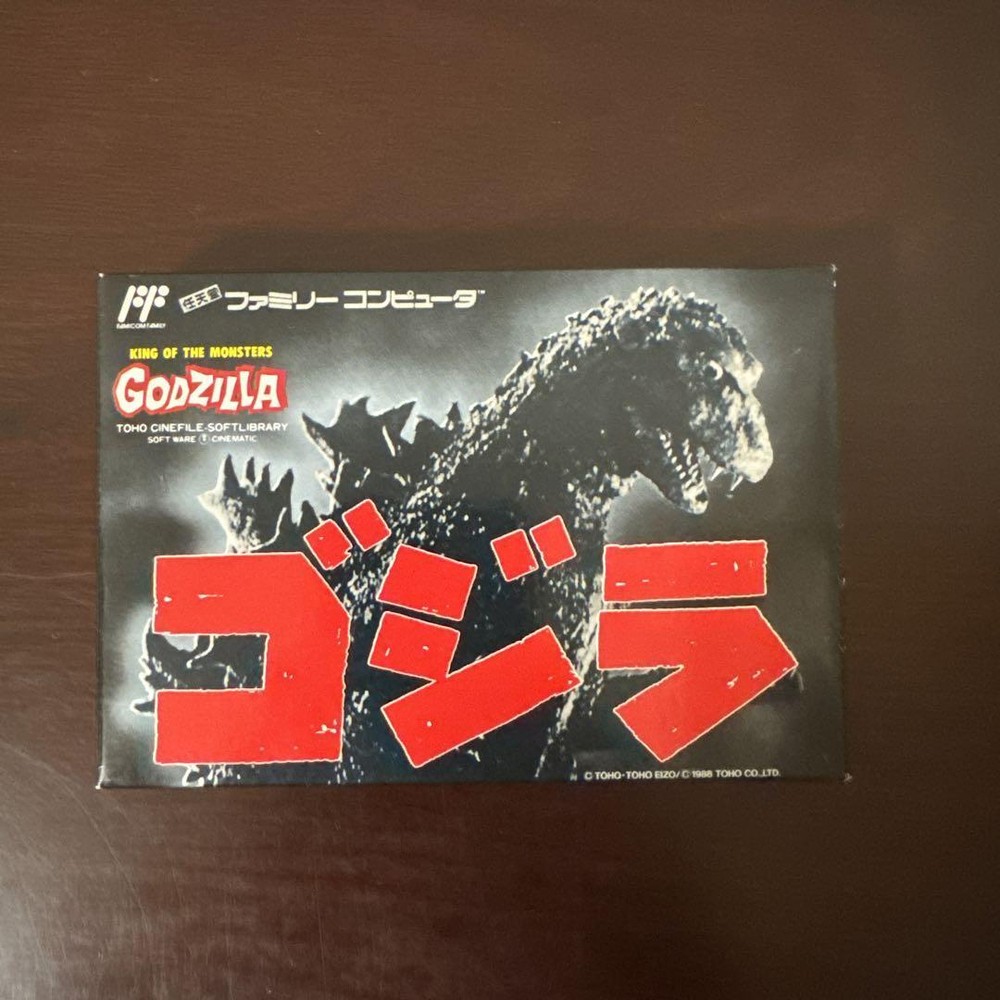 FF
FAMICOM FAMILY
任天堂 ファミリー コンピュータ™
KING OF THE MONSTERS
GODZILLA
TOHO CINEFILE-SOFTLIBRARY
SOFT WARE T CINEMATIC
ゴジラ
© TOHO-TOHO EIZO/© 1988 TOHO CO.,LTD.